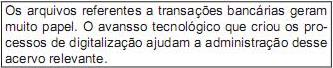 Os arquivos referentes a transações bancárias geram
muito papel. O avansso tecnológico que criou os pro-
cessos de digitalização ajudam a administração desse
acervo relevante.